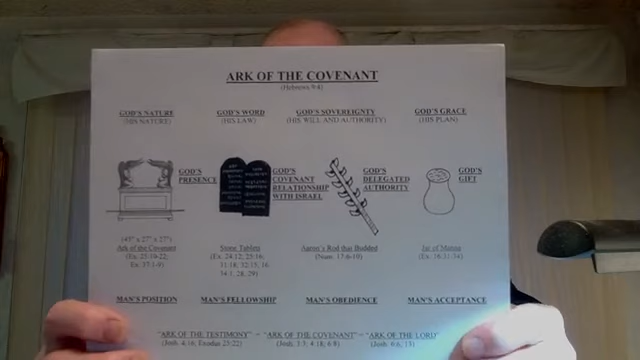 ARK OF THE COVENANT
(Hebrews 9:4)
GOD'S NATURE GOD'S WORD GOD'S SOVEREIGNTY GOD'S GRACE
(HIS NATURE) (HIS LAW) (HIS WILL AND AUTHORITY) (HIS PLAN)
GOD'S
PRESENCE
GOD'S
COVENANT
RELATIONSHIP
WITH ISRAEL
GOD'S
DELEGATED
AUTHORITY
GOD'S
GIFT
(45" x 27" x 27")
Ark of the Covenant
Stone Tablets
Aaron's Rod that Budded
Jar of Manna
MAN'S POSITION MAN'S FELLOWSHIP MAN'S OBEDIENCE MAN'S ACCEPTANCE
"ARK OF THE TESTIMONY" = "ARK OF THE COVENANT" = "ARK OF THE LORD"